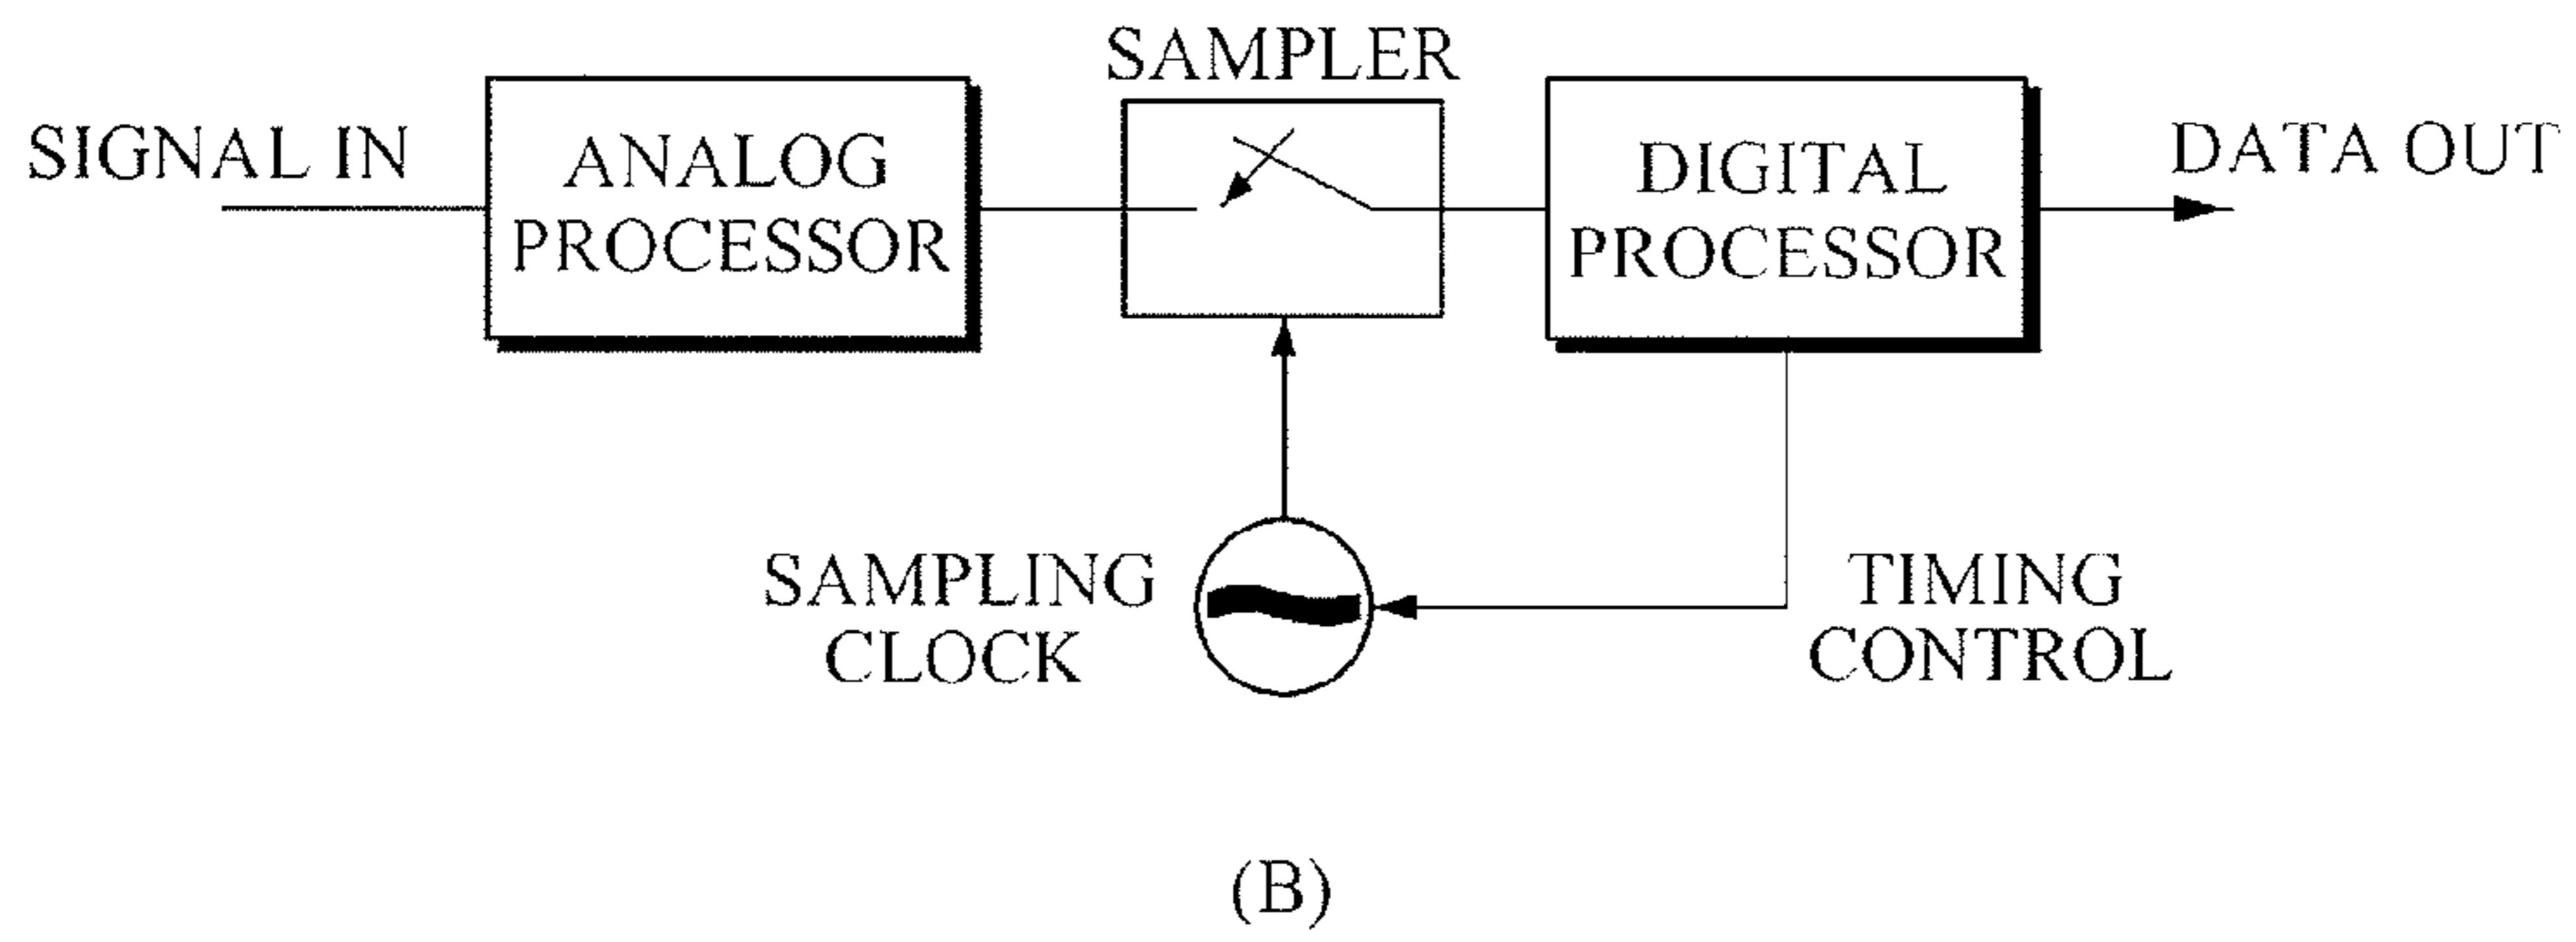 SAMPLER
SIGNAL IN
ANALOG
PROCESSOR
DIGITAL
PROCESSOR
DATA OUT
SAMPLING
CLOCK
TIMING
CONTROL
(B)